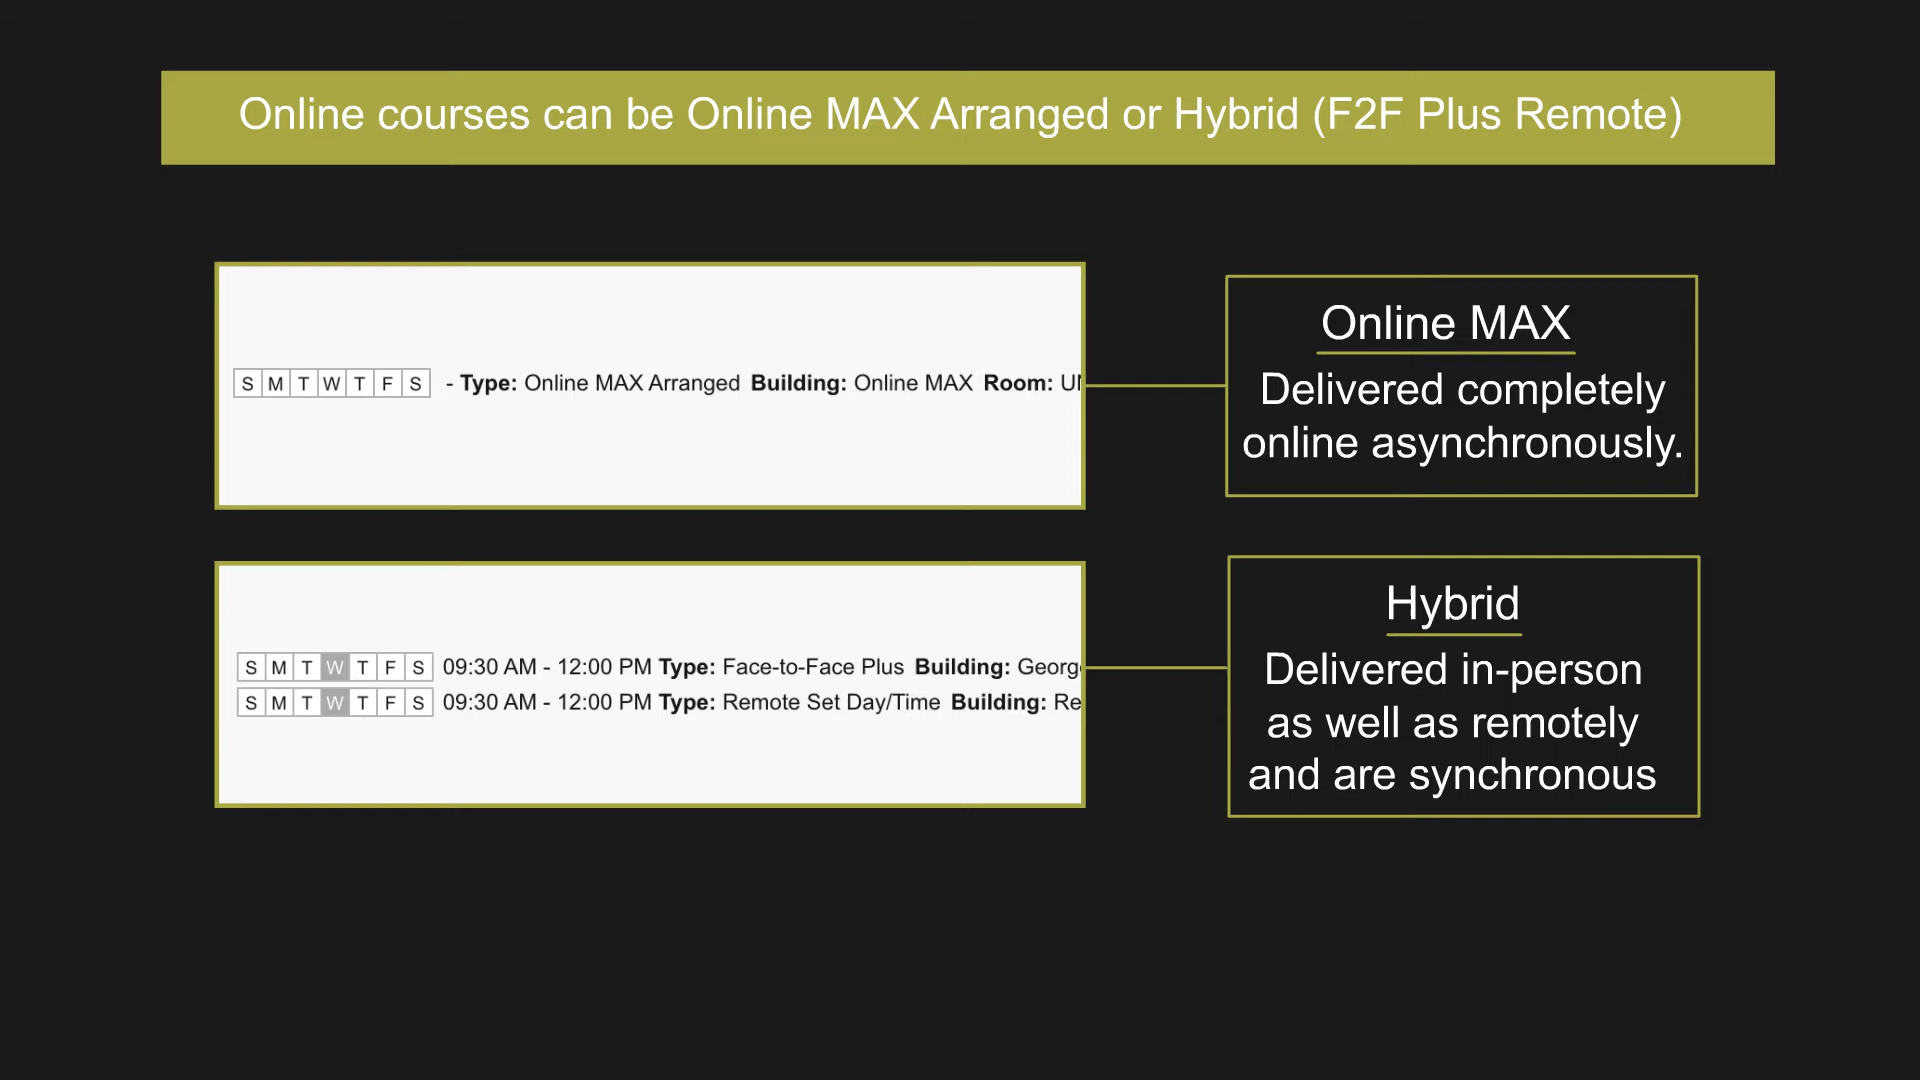 Online courses can be Online MAX Arranged or Hybrid (F2F Plus Remote)
S M T W T F S - Type: Online MAX Arranged Building: Online MAX Room:
Online MAX
Delivered completely
online asynchronously.
S M T W T F S 09:30 AM - 12:00 PM Type: Face-to-Face Plus Building:
S M T W T F S 09:30 AM - 12:00 PM Type: Remote Set Day/Time Building:
Hybrid
Delivered in-person
as well as remotely
and are synchronous